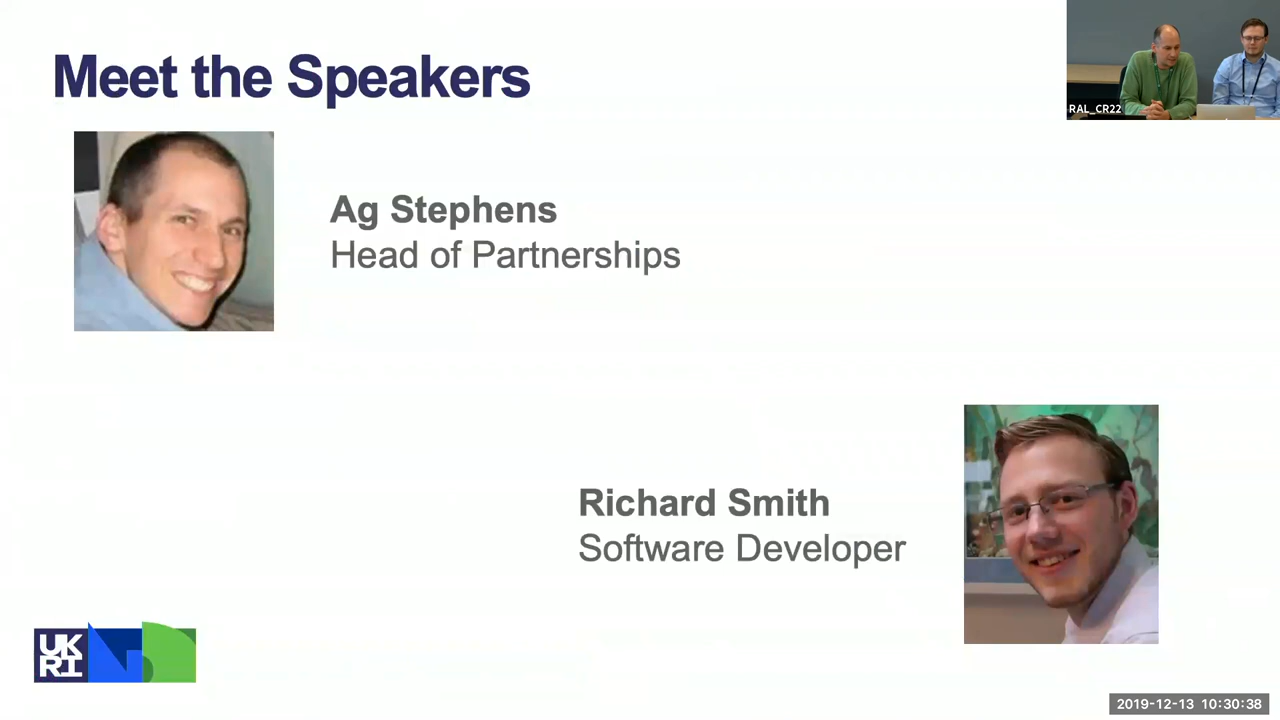 Meet the Speakers
RAL_CR22
Ag Stephens
Head of Partnerships
Richard Smith
Software Developer
UK
RI
2019-12-13 10:30:38